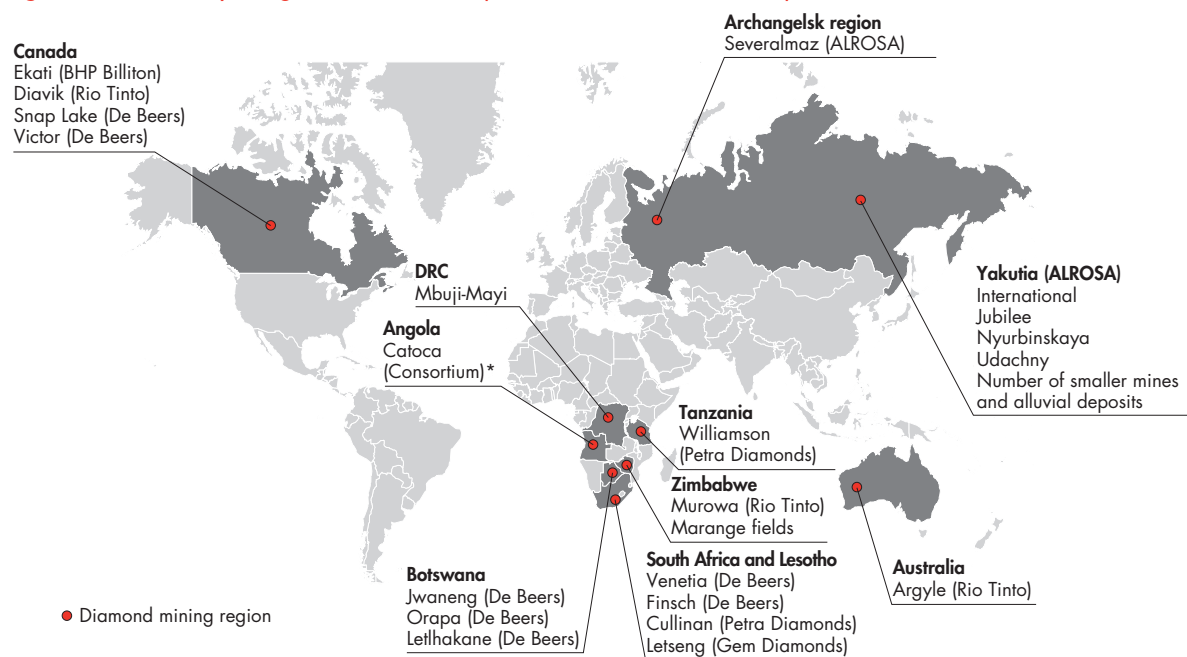 Archangelsk region
Severalmaz (ALROSA)
Canada
Ekati (BHP Billiton)
Diavik (Rio Tinto)
Snap Lake (De Beers)
Victor (De Beers)
DRC
Mbuji-Mayi
Angola
Catoca
(Consortium)*
Yakutia (ALROSA)
International
Jubilee
Nyurbinskaya
Udachny
Number of smaller mines
and alluvial deposits
Tanzania
Williamson
(Petra Diamonds)
Zimbabwe
Murowa (Rio Tinto)
Marange fields
South Africa and Lesotho
Venetia (De Beers)
Finsch (De Beers)
Cullinan (Petra Diamonds)
Letseng (Gem Diamonds)
Botswana
Jwaneng (De Beers)
Orapa (De Beers)
Letlhakane (De Beers)
Australia
Argyle (Rio Tinto)
Diamond mining region